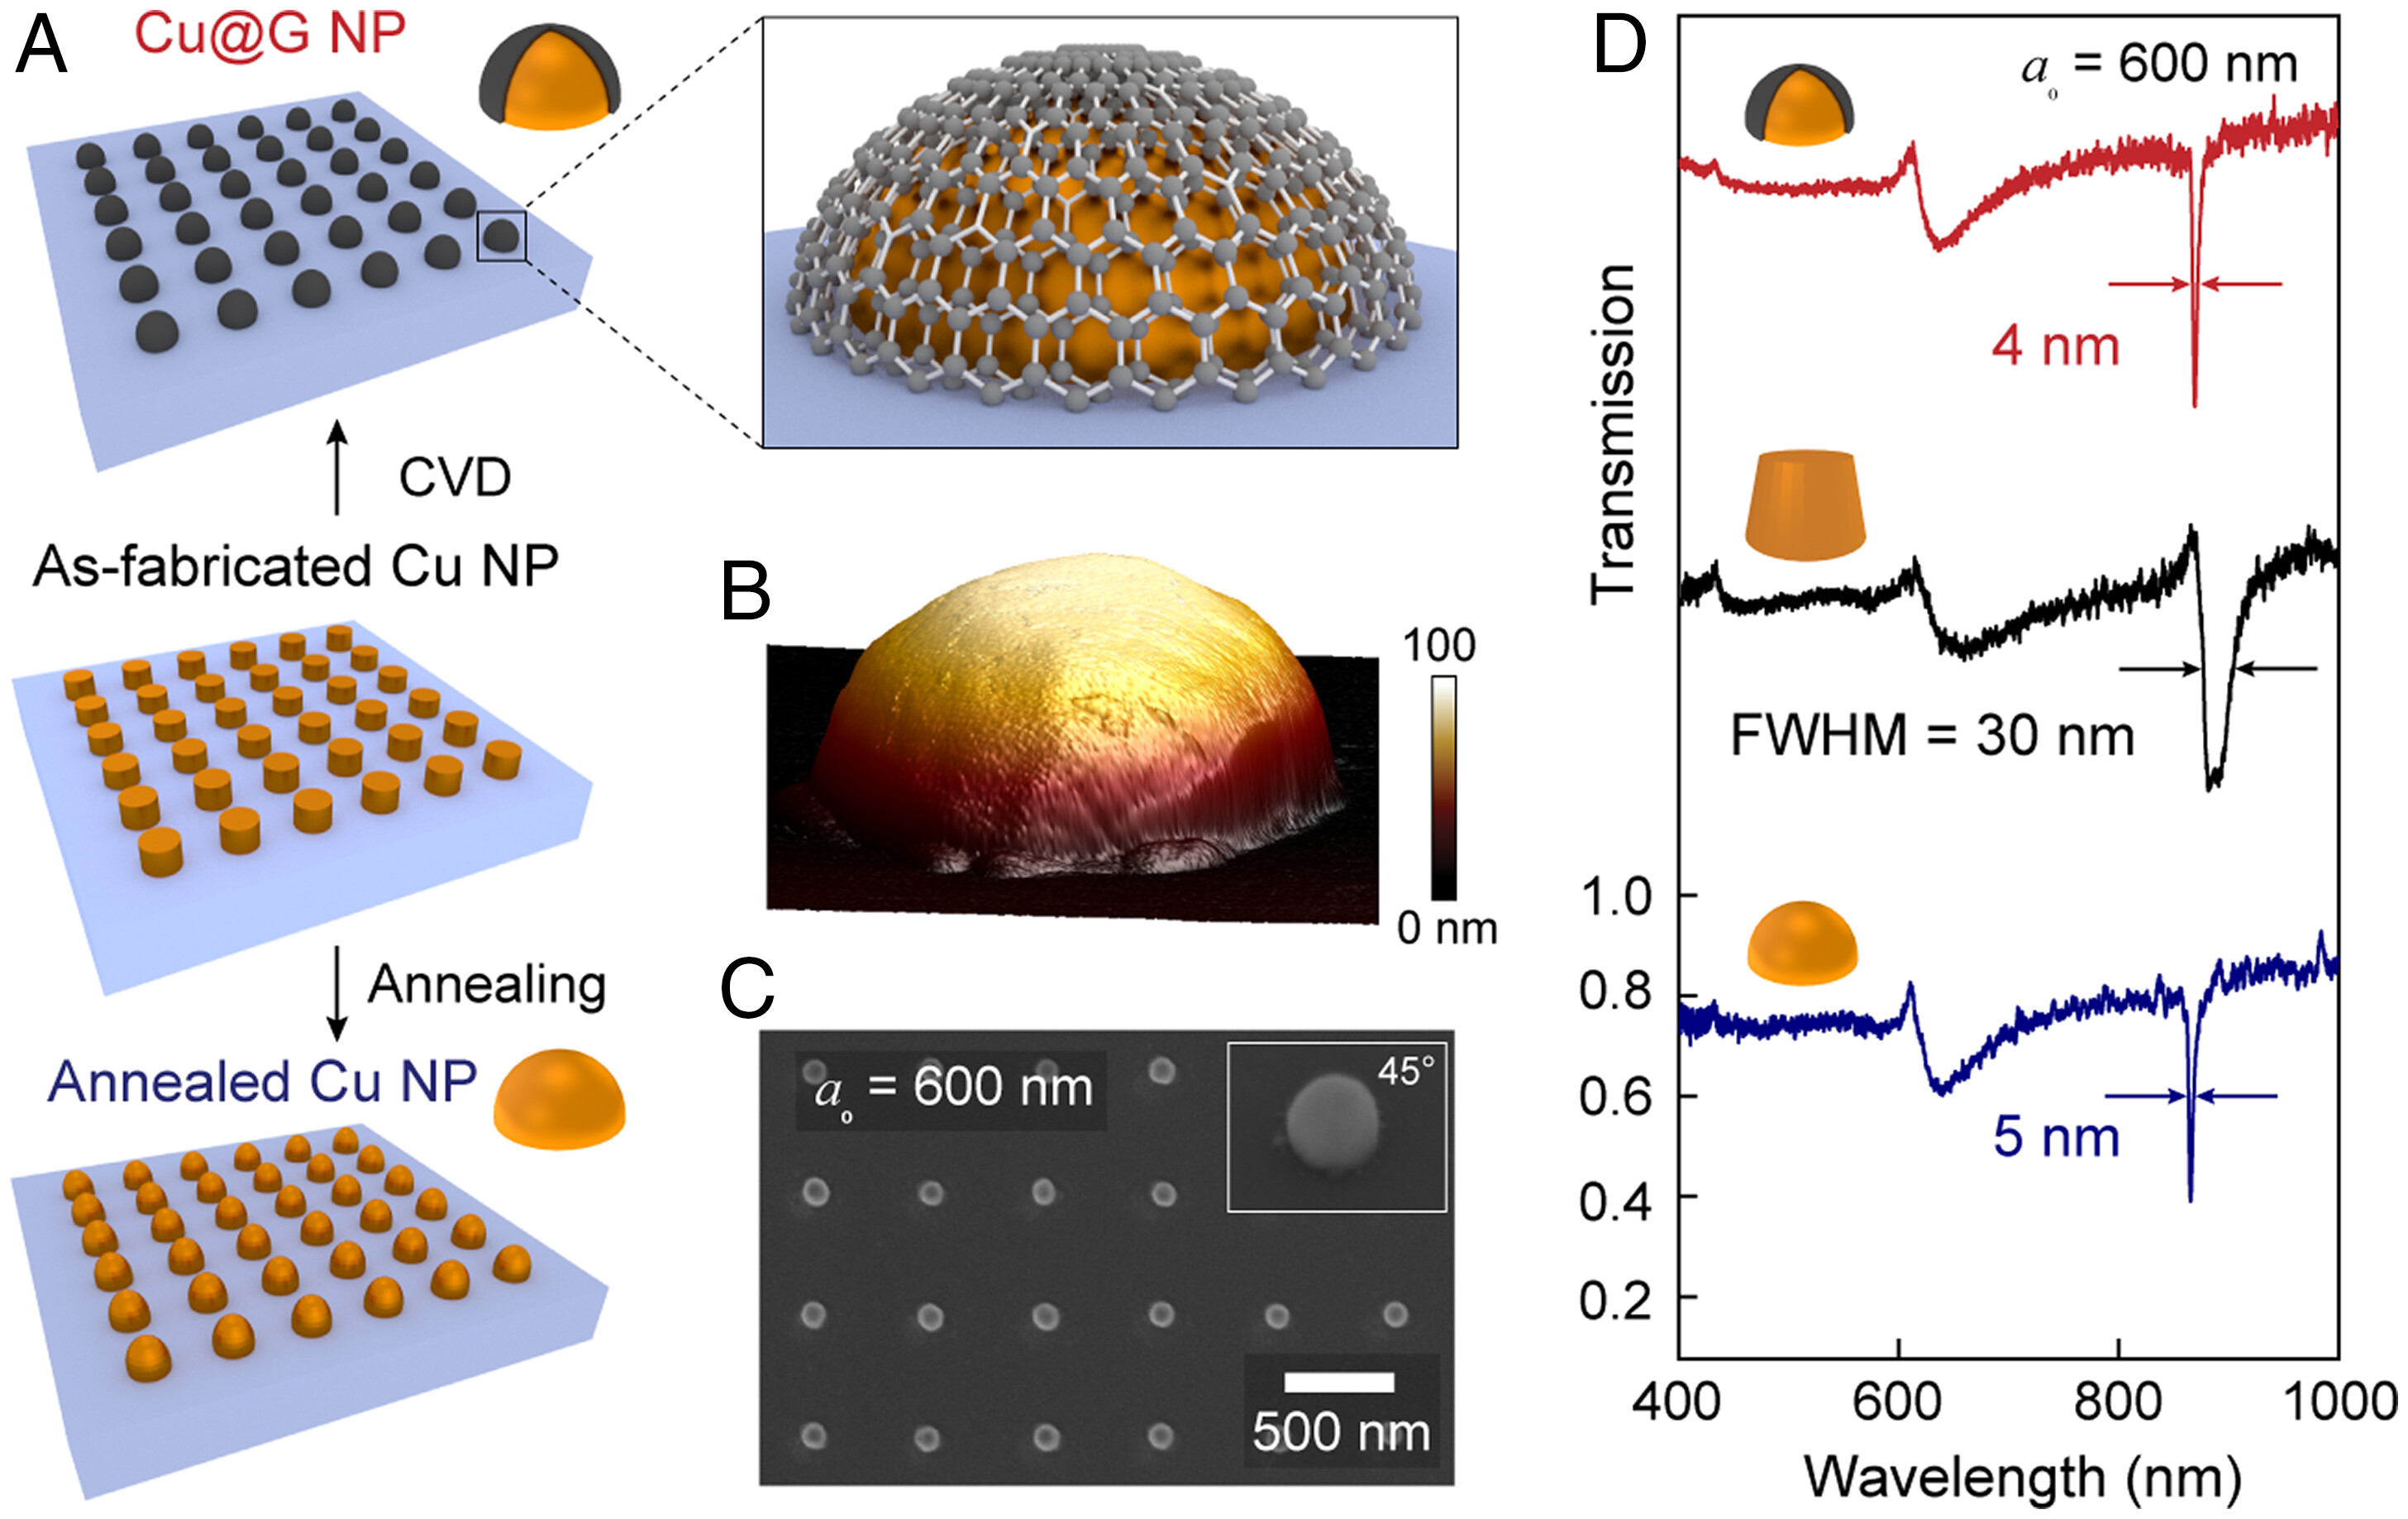 A
Cu@G NP
CVD
As-fabricated Cu NP
Annealing
Annealed Cu NP
B
100
0 nm
C
a₀ = 600 nm
45°
500 nm
D
a₀ = 600 nm
4 nm
FWHM = 30 nm
5 nm
Transmission
1.0
0.8
0.6
0.4
0.2
400 600 800 1000
Wavelength (nm)